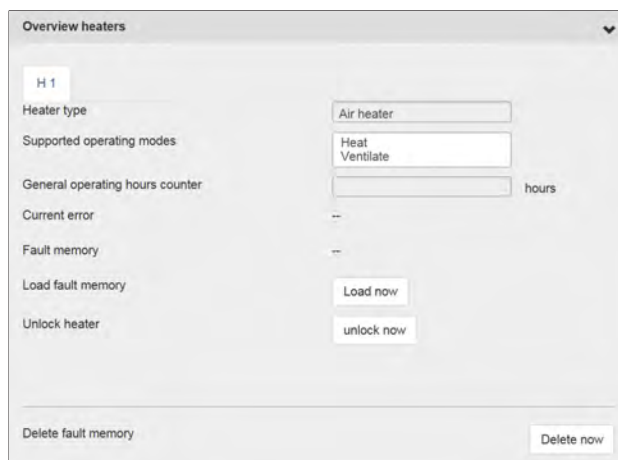 Overview heaters
H 1
Heater type Air heater
Supported operating modes Heat
Ventilate
General operating hours counter hours
Current error --
Fault memory --
Load fault memory Load now
Unlock heater unlock now
Delete fault memory Delete now